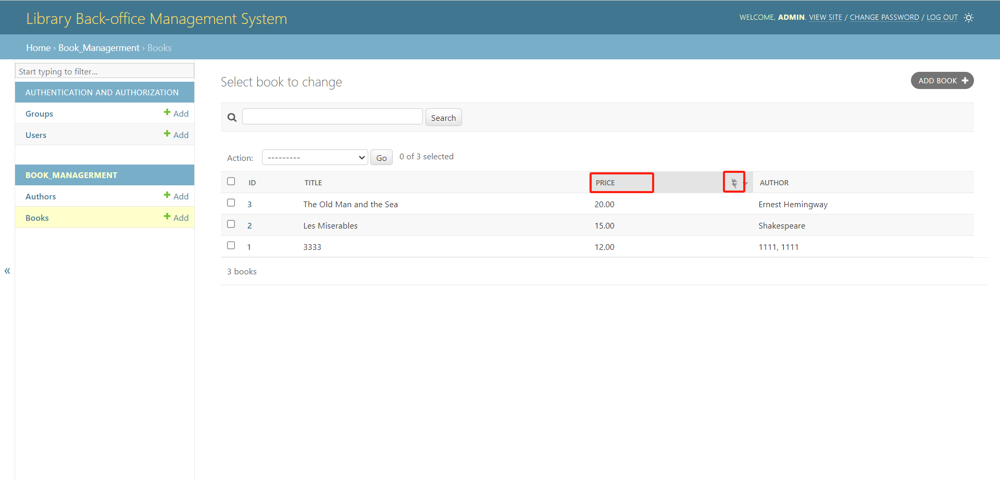 Library Back-office Management System
WELCOME, ADMIN. VIEW SITE / CHANGE PASSWORD / LOG OUT
Home › Book_Managerment › Books
Start typing to filter...
AUTHENTICATION AND AUTHORIZATION
Groups Add
Users Add
BOOK_MANAGERMENT
Authors Add
Books Add
«
Select book to change
ADD BOOK
Search
Action: --------- Go 0 of 3 selected
ID TITLE PRICE AUTHOR
3 The Old Man and the Sea 20.00 Ernest Hemingway
2 Les Miserables 15.00 Shakespeare
1 3333 12.00 1111, 1111
3 books